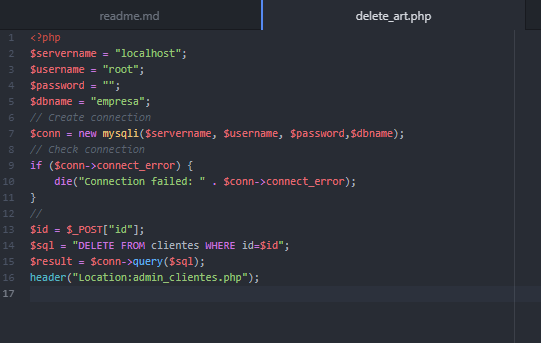 readme.md
delete_art.php
1 <?php
2 $servername = "localhost";
3 $username = "root";
4 $password = "";
5 $dbname = "empresa";
6 // Create connection
7 $conn = new mysqli($servername, $username, $password,$dbname);
8 // Check connection
9 if ($conn->connect_error) {
10     die("Connection failed: " . $conn->connect_error);
11 }
12 //
13 $id = $_POST["id"];
14 $sql = "DELETE FROM clientes WHERE id=$id";
15 $result = $conn->query($sql);
16 header("Location:admin_clientes.php");
17